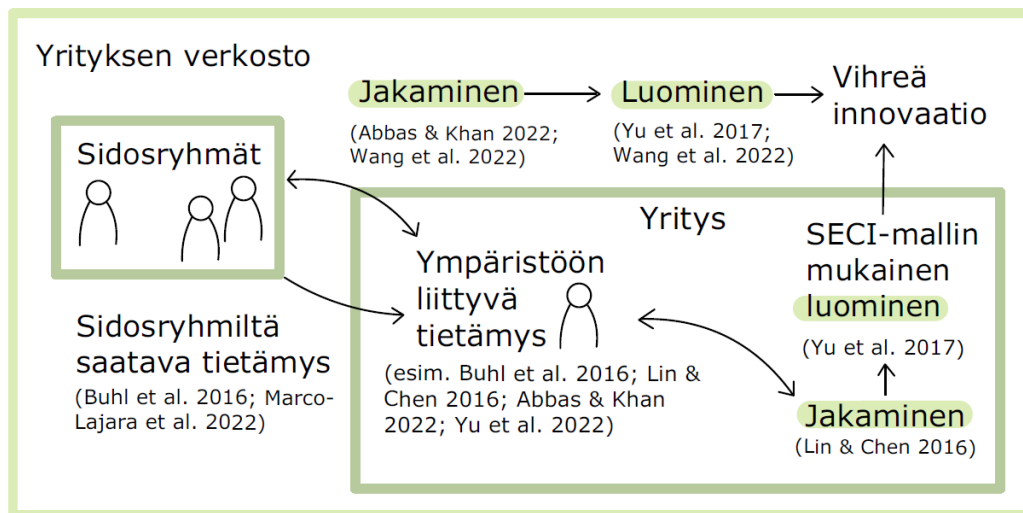 Yrityksen verkosto
Jakaminen
(Abbas & Khan 2022;
Wang et al. 2022)
Luominen
(Yu et al. 2017;
Wang et al. 2022)
Vihreä
innovaatio
Sidosryhmät
Sidosryhmiltä
saatava tietämys
(Buhl et al. 2016; Marco-
Lajara et al. 2022)
Yritys
Ympäristöön
liittyvä
tietämys
(esim. Buhl et al. 2016; Lin &
Chen 2016; Abbas & Khan
2022; Yu et al. 2022)
SECI-mallin
mukainen
luominen
(Yu et al. 2017)
Jakaminen
(Lin & Chen 2016)